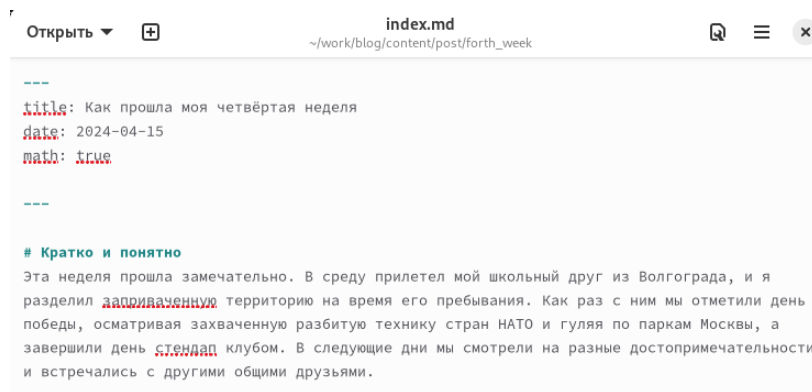 Открыть
index.md
~/work/blog/content/post/forth_week
---
title: Как прошла моя четвёртая неделя
date: 2024-04-15
math: true
---
# Кратко и понятно
Эта неделя прошла замечательно. В среду прилетел мой школьный друг из Волгограда, и я
разделил заприваченную территорию на время его пребывания. Как раз с ним мы отметили день
победы, осматривая захваченную разбитую технику стран НАТО и гуляя по паркам Москвы, а
завершили день стендап клубом. В следующие дни мы смотрели на разные достопримечательности
и встречались с другими общими друзьями.